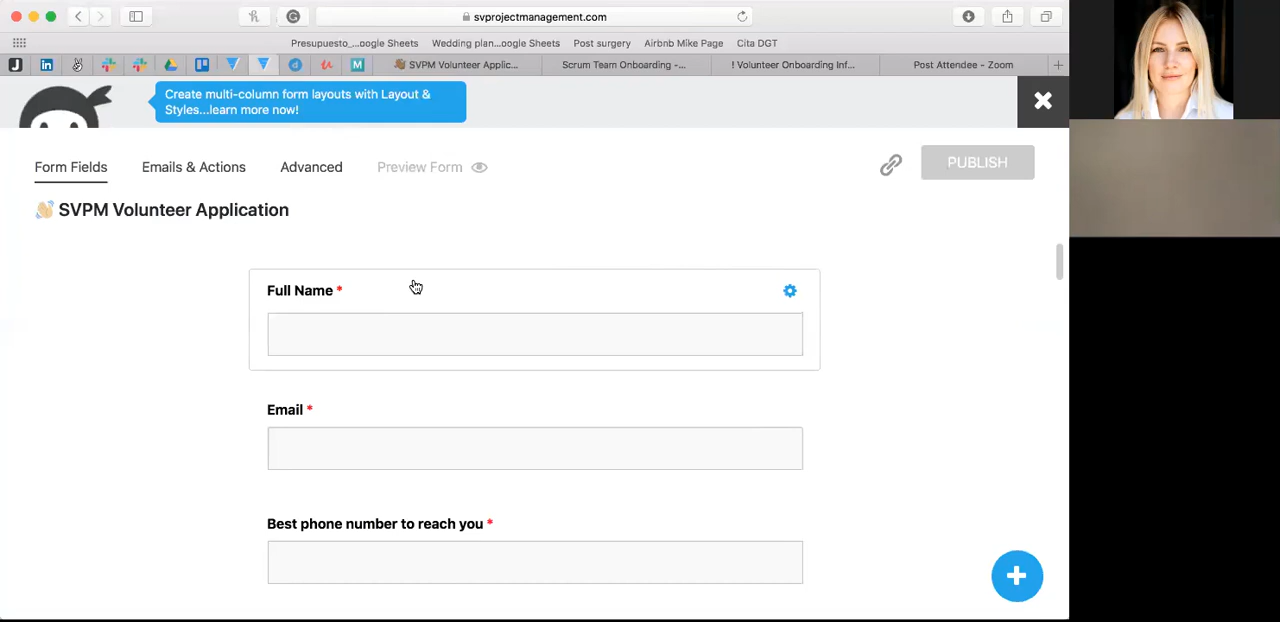 svprojectmanagement.com
Presupuesto_...oogle Sheets Wedding plan...oogle Sheets Post surgery Airbnb Mike Page Cita DGT
👋🏼 SVPM Volunteer Applic... Scrum Team Onboarding -... ! Volunteer Onboarding Inf... Post Attendee - Zoom
Create multi-column form layouts with Layout &
Styles...learn more now!
Form Fields Emails & Actions Advanced Preview Form PUBLISH
👋🏼 SVPM Volunteer Application
Full Name *
Email *
Best phone number to reach you *